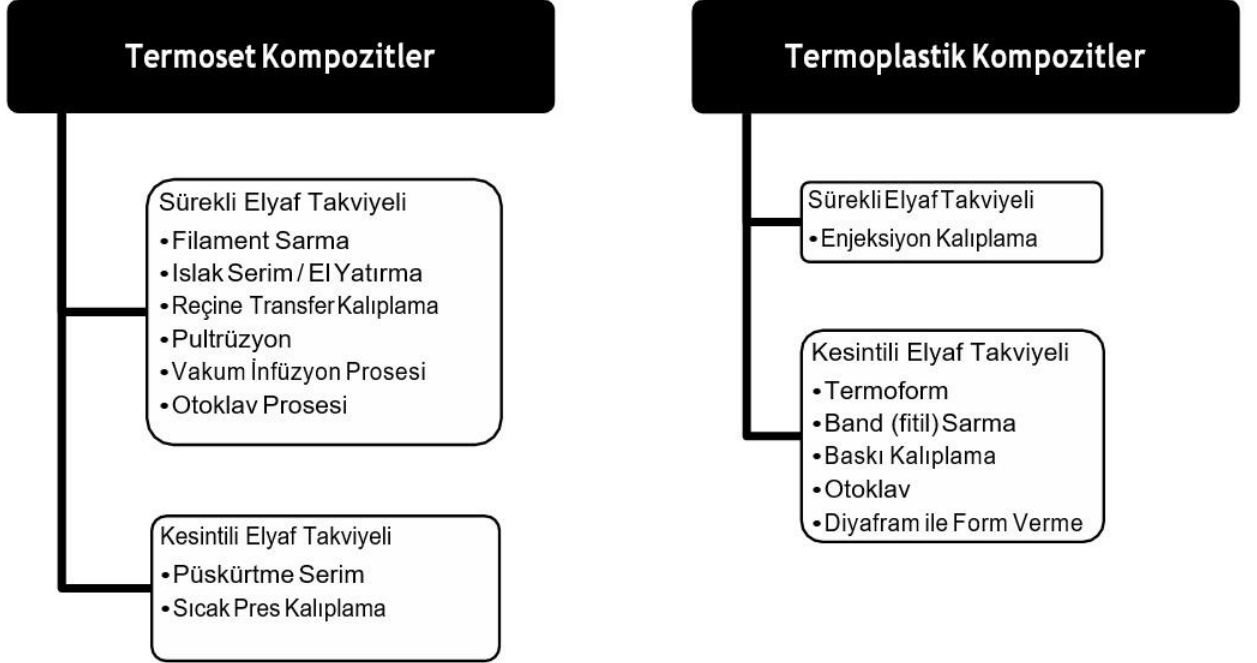 Termoset Kompozitler
Sürekli Elyaf Takviyeli
•Filament Sarma
•Islak Serim / El Yatırma
•Reçine Transfer Kalıplama
•Pultrüzyon
•Vakum İnfüzyon Prosesi
•Otoklav Prosesi
Kesintili Elyaf Takviyeli
•Püskürtme Serim
•Sıcak Pres Kalıplama
Termoplastik Kompozitler
Sürekli Elyaf Takviyeli
•Enjeksiyon Kalıplama
Kesintili Elyaf Takviyeli
•Termoform
•Band (fitil) Sarma
•Baskı Kalıplama
•Otoklav
•Diyafram ile Form Verme